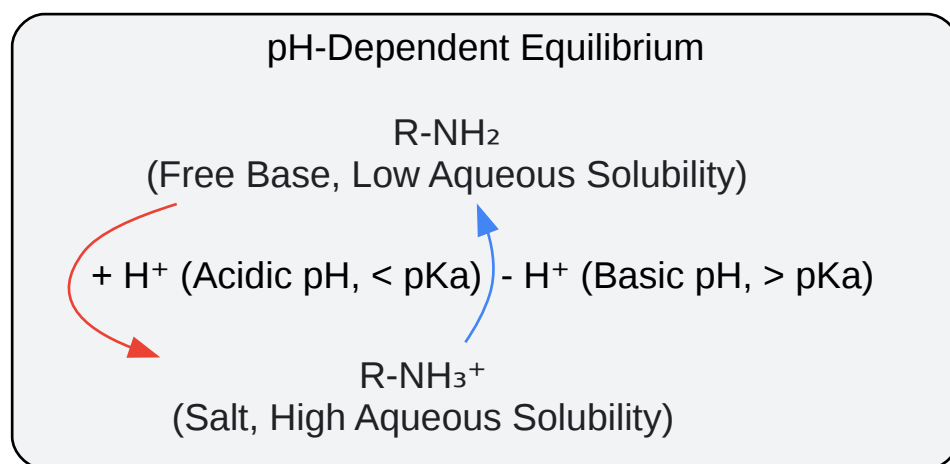 pH-Dependent Equilibrium
R-NH₂
(Free Base, Low Aqueous Solubility)
+ H⁺ (Acidic pH, < pKa) - H⁺ (Basic pH, > pKa)
R-NH₃⁺
(Salt, High Aqueous Solubility)